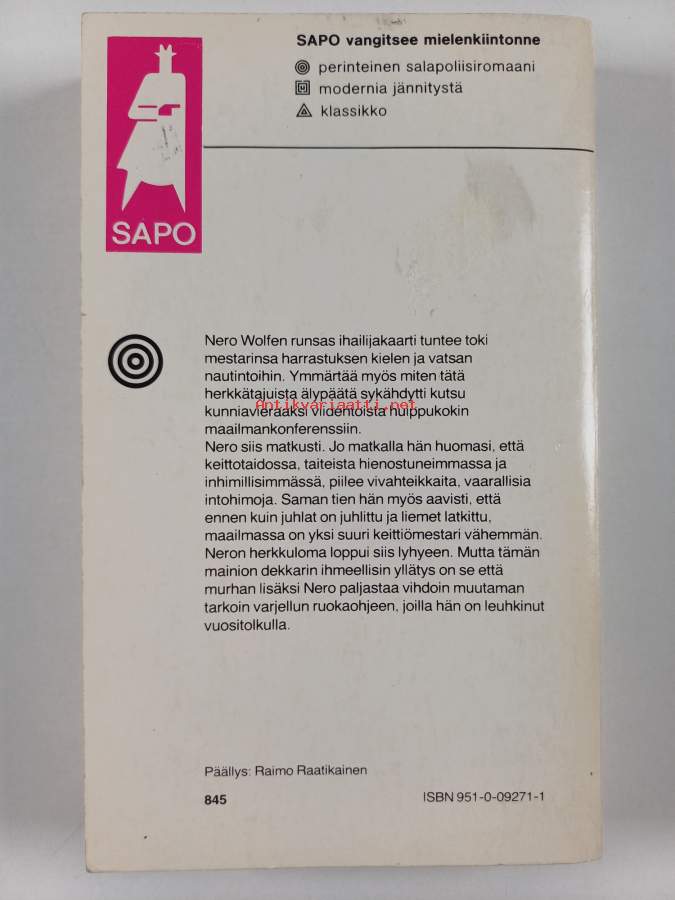 SAPO vangitsee mielenkiintonne
perinteinen salapoliisiromaani
modernia jännitystä
klassikko
SAPO
Nero Wolfen runsas ihailijakaarti tuntee toki
mestarinsa harrastuksen kielen ja vatsan
nautintoihin. Ymmärtää myös miten tätä
herkkätajuista älypäätä sykähdytti kutsu
Antikvariaatti.net
kunniavieraaksi viidentoista huippukokin
maailmankonferenssiin.
Nero siis matkusti. Jo matkalla hän huomasi, että
keittotaidossa, taiteista hienostuneimmassa ja
inhimillisimmässä, piilee vivahteikkaita, vaarallisia
intohimoja. Saman tien hän myös aavisti, että
ennen kuin juhlat on juhlittu ja liemet latkittu,
maailmassa on yksi suuri keittiömestari vähemmän.
Neron herkkuloma loppui siis lyhyeen. Mutta tämän
mainion dekkarin ihmeellisin yllätys on se että
murhan lisäksi Nero paljastaa vihdoin muutaman
tarkoin varjellun ruokaohjeen, joilla hän on leuhkinut
vuositolkulla.
Päällys: Raimo Raatikainen
845 ISBN 951-0-09271-1